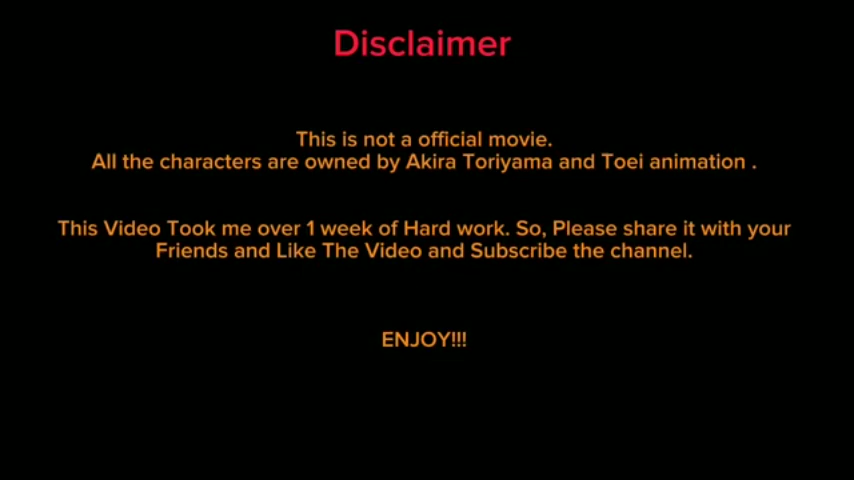 Disclaimer
This is not a official movie.
All the characters are owned by Akira Toriyama and Toei animation .
This Video Took me over 1 week of Hard work. So, Please share it with your
Friends and Like The Video and Subscribe the channel.
ENJOY!!!